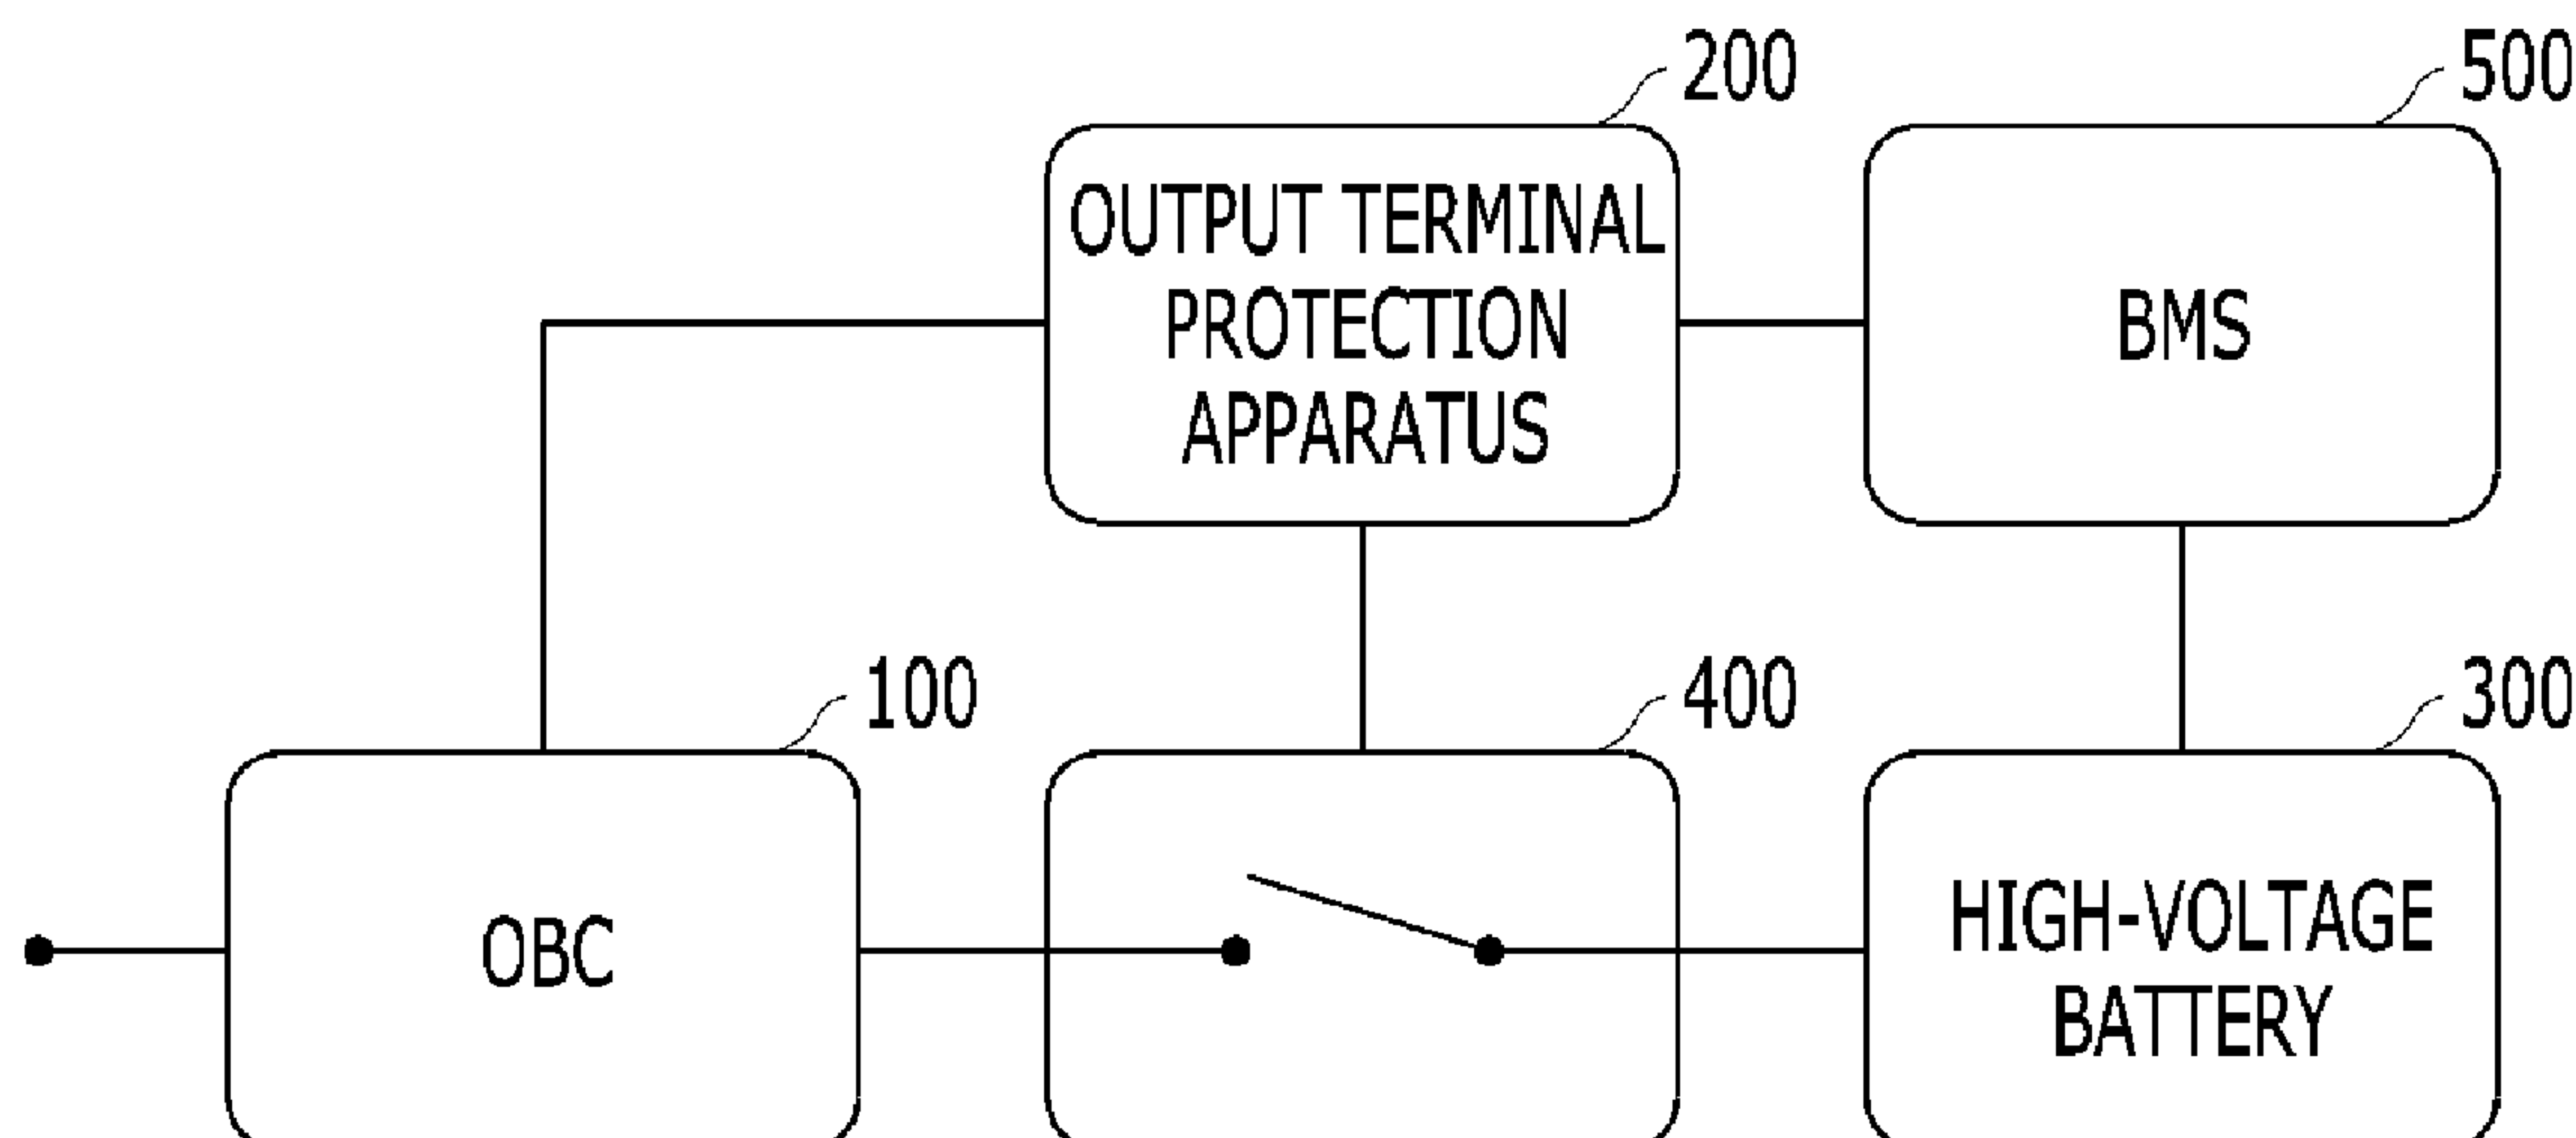 200
500
OUTPUT TERMINAL
PROTECTION
APPARATUS
BMS
100
400
300
OBC
HIGH-VOLTAGE
BATTERY